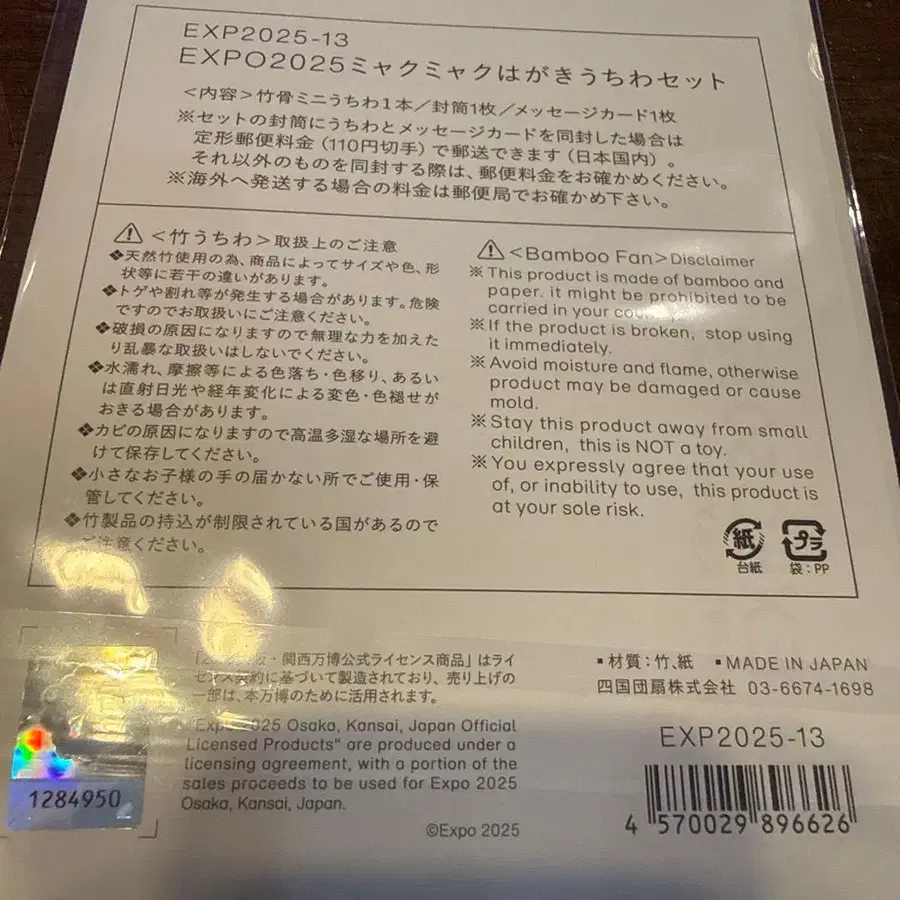 EXP2025-13
EXPO2025ミャクミャクはがきうちわセット
＜内容＞竹骨ミニうちわ1本／封筒1枚／メッセージカード1枚
※セットの封筒にうちわとメッセージカードを同封した場合は
定形郵便料金（110円切手）で郵送できます（日本国内）。
それ以外のものを同封する際は、郵便料金をお確かめください。
※海外へ発送する場合の料金は郵便局でお確かめ下さい。
＜竹うちわ＞取扱上のご注意
❖天然竹使用の為、商品によってサイズや色、形
状等に若干の違いがあります。
❖トゲや割れ等が発生する場合があります。危険
ですのでお取扱いにご注意ください。
❖破損の原因になりますので無理な力を加えた
り乱暴な取扱いはしないでください。
❖水濡れ、摩擦等による色落ち・色移り、あるい
は直射日光や経年変化による変色・色褪せが
おきる場合があります。
❖カビの原因になりますので高温多湿な場所を避
けて保存してください。
❖小さなお子様の手の届かない所でご使用・保
管してください。
❖竹製品の持込が制限されている国があるので
ご注意ください。
＜Bamboo Fan＞Disclaimer
※This product is made of bamboo and
paper. it might be prohibited to be
carried in your
※If the product is broken, stop using
it immediately.
※Avoid moisture and flame, otherwise
product may be damaged or cause
mold.
※Stay this product away from small
children, this is NOT a toy.
※You expressly agree that your use
of, or inability to use, this product is
at your sole risk.
紙
台紙
プラ
袋：PP
・関西万博公式ライセンス商品」はライ
センス契約に基づいて製造されており、売り上げの
一部は、本万博のために活用されます。
"Expo 2025 Osaka, Kansai, Japan Official
Licensed Products" are produced under a
licensing agreement, with a portion of the
sales proceeds to be used for Expo 2025
Osaka, Kansai, Japan.
©Expo 2025
1284950
▪材質：竹、紙 ▪MADE IN JAPAN
四国団扇株式会社 03-6674-1698
EXP2025-13
4 570029 896626